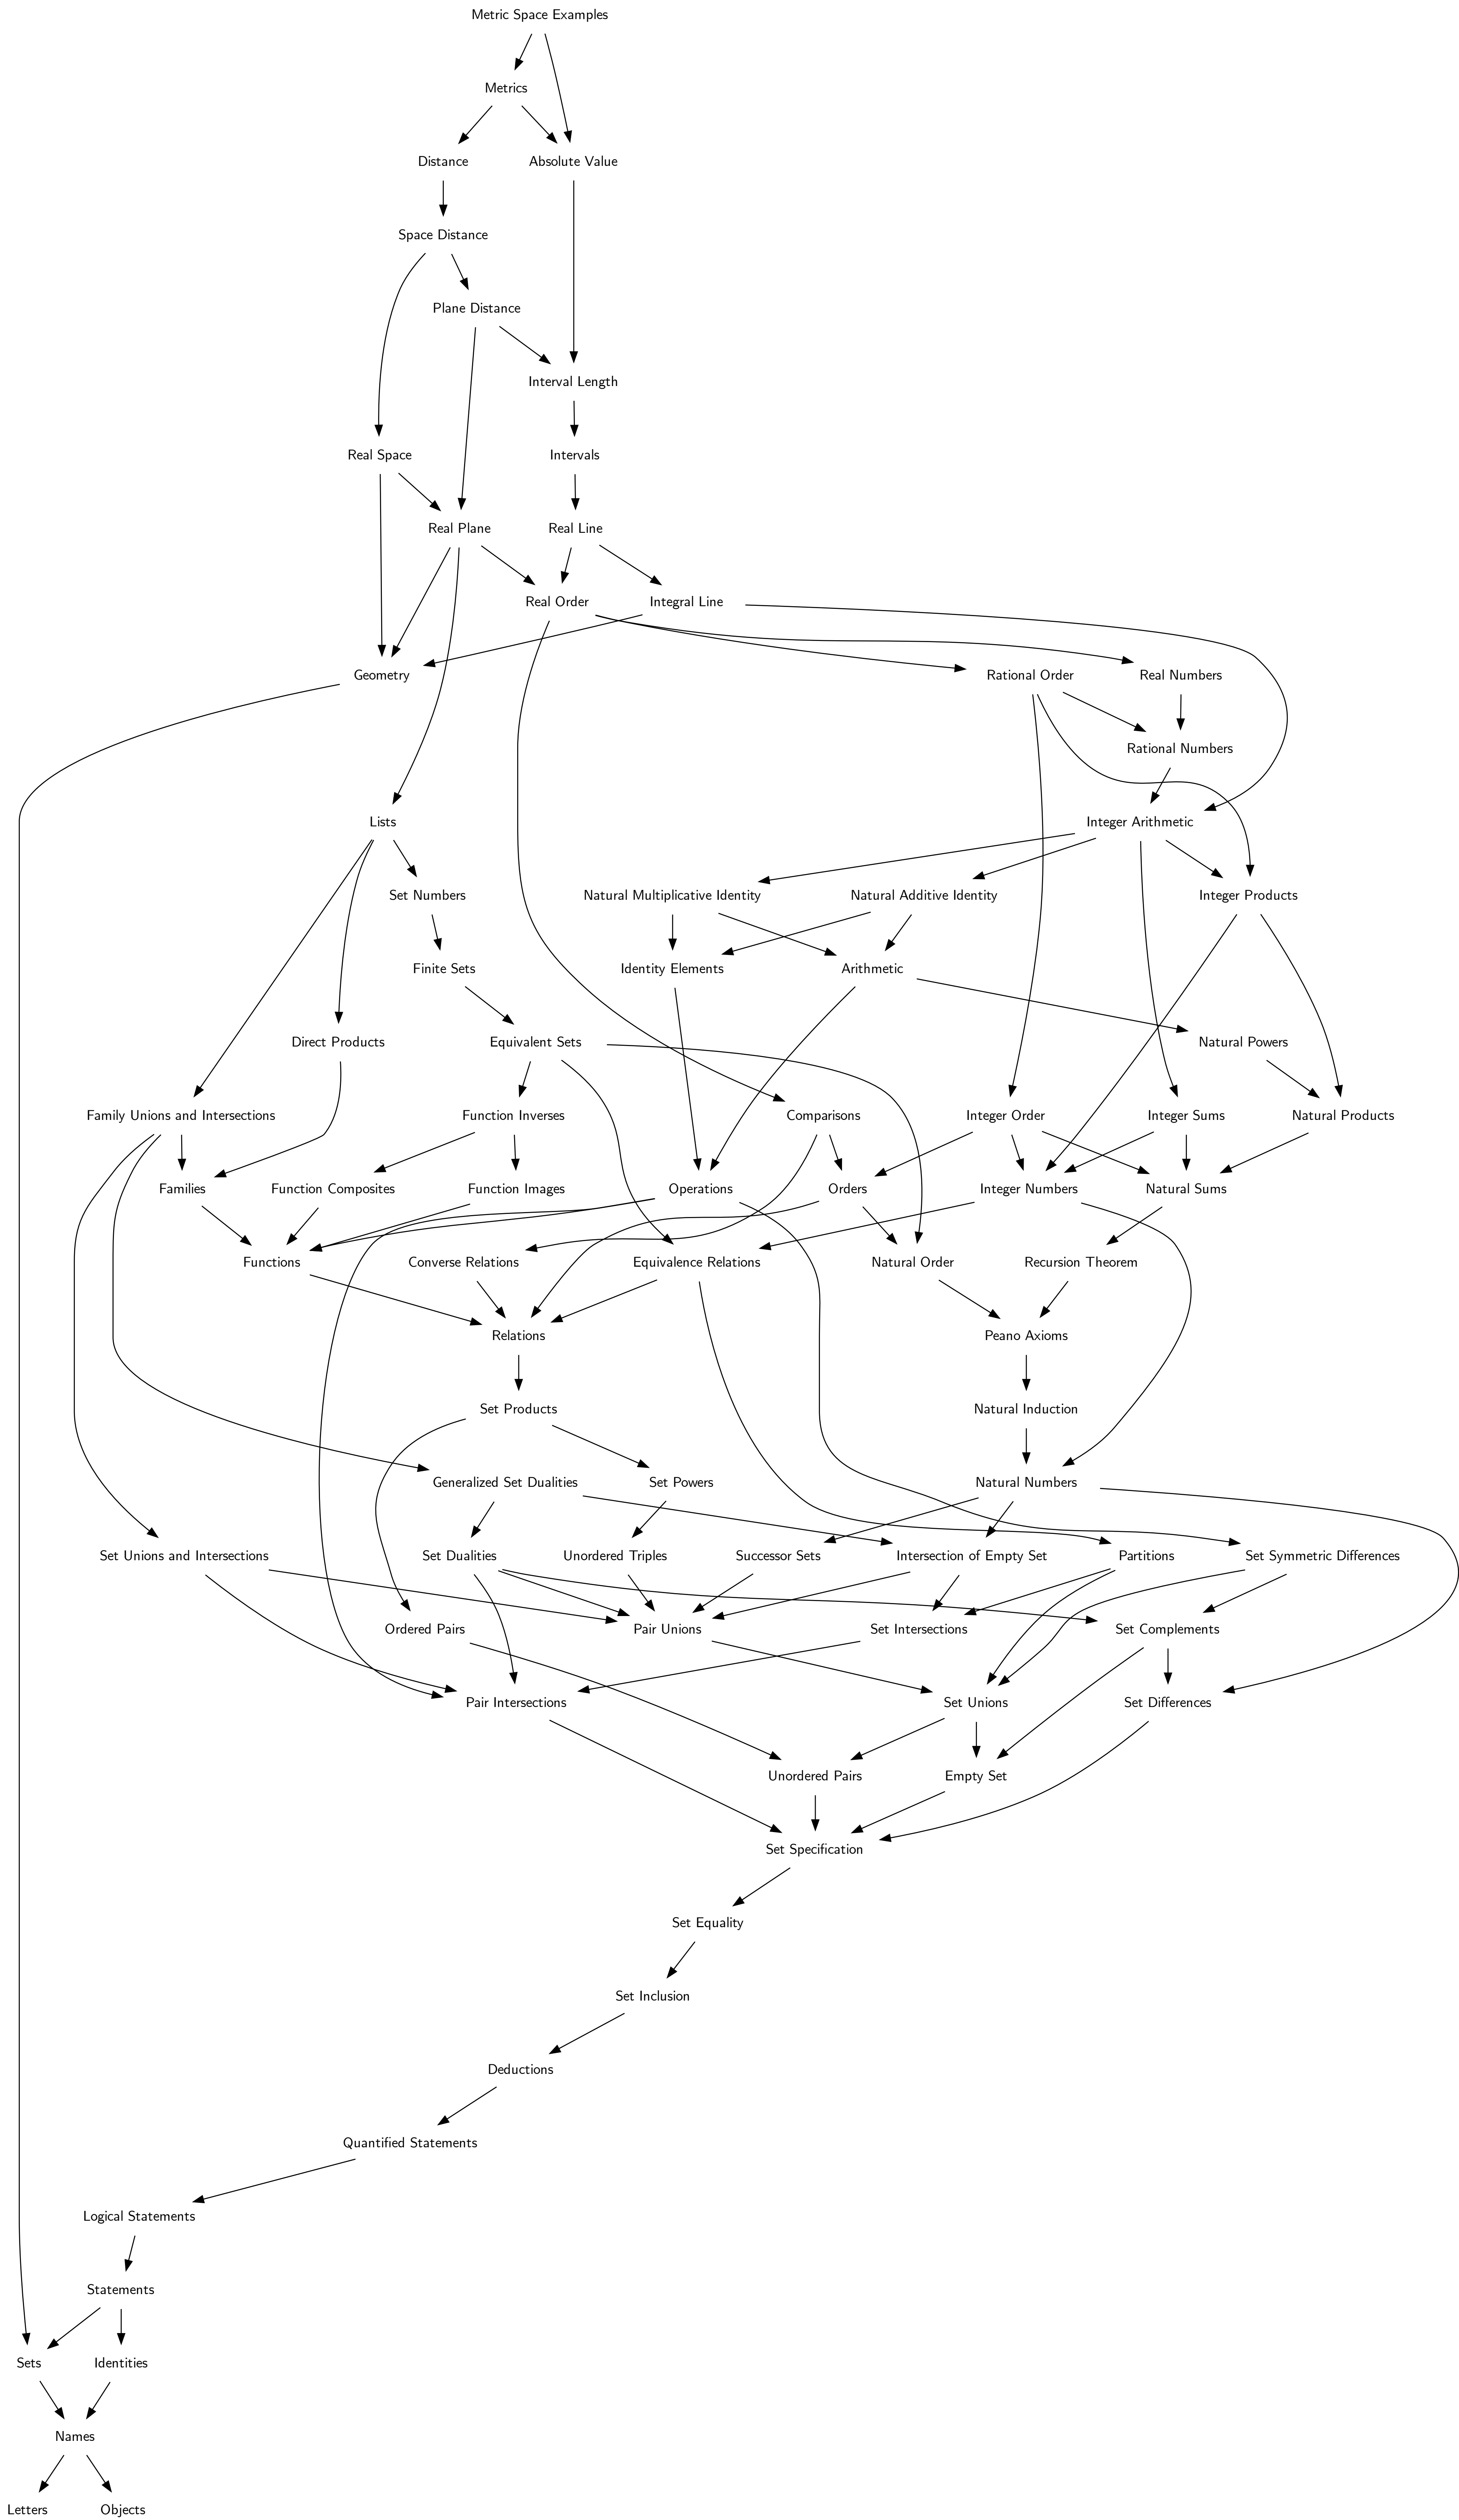 Metric Space Examples
Metrics
Distance
Absolute Value
Space Distance
Plane Distance
Interval Length
Real Space
Intervals
Real Plane
Real Line
Real Order
Integral Line
Geometry
Rational Order
Real Numbers
Rational Numbers
Lists
Integer Arithmetic
Set Numbers
Natural Multiplicative Identity
Natural Additive Identity
Integer Products
Finite Sets
Identity Elements
Arithmetic
Direct Products
Equivalent Sets
Natural Powers
Family Unions and Intersections
Function Inverses
Comparisons
Integer Order
Integer Sums
Natural Products
Families
Function Composites
Function Images
Operations
Orders
Integer Numbers
Natural Sums
Functions
Converse Relations
Equivalence Relations
Natural Order
Recursion Theorem
Relations
Peano Axioms
Set Products
Natural Induction
Generalized Set Dualities
Set Powers
Natural Numbers
Set Unions and Intersections
Set Dualities
Unordered Triples
Successor Sets
Intersection of Empty Set
Partitions
Set Symmetric Differences
Ordered Pairs
Pair Unions
Set Intersections
Set Complements
Pair Intersections
Set Unions
Set Differences
Unordered Pairs
Empty Set
Set Specification
Set Equality
Set Inclusion
Deductions
Quantified Statements
Logical Statements
Statements
Sets
Identities
Names
Letters
Objects